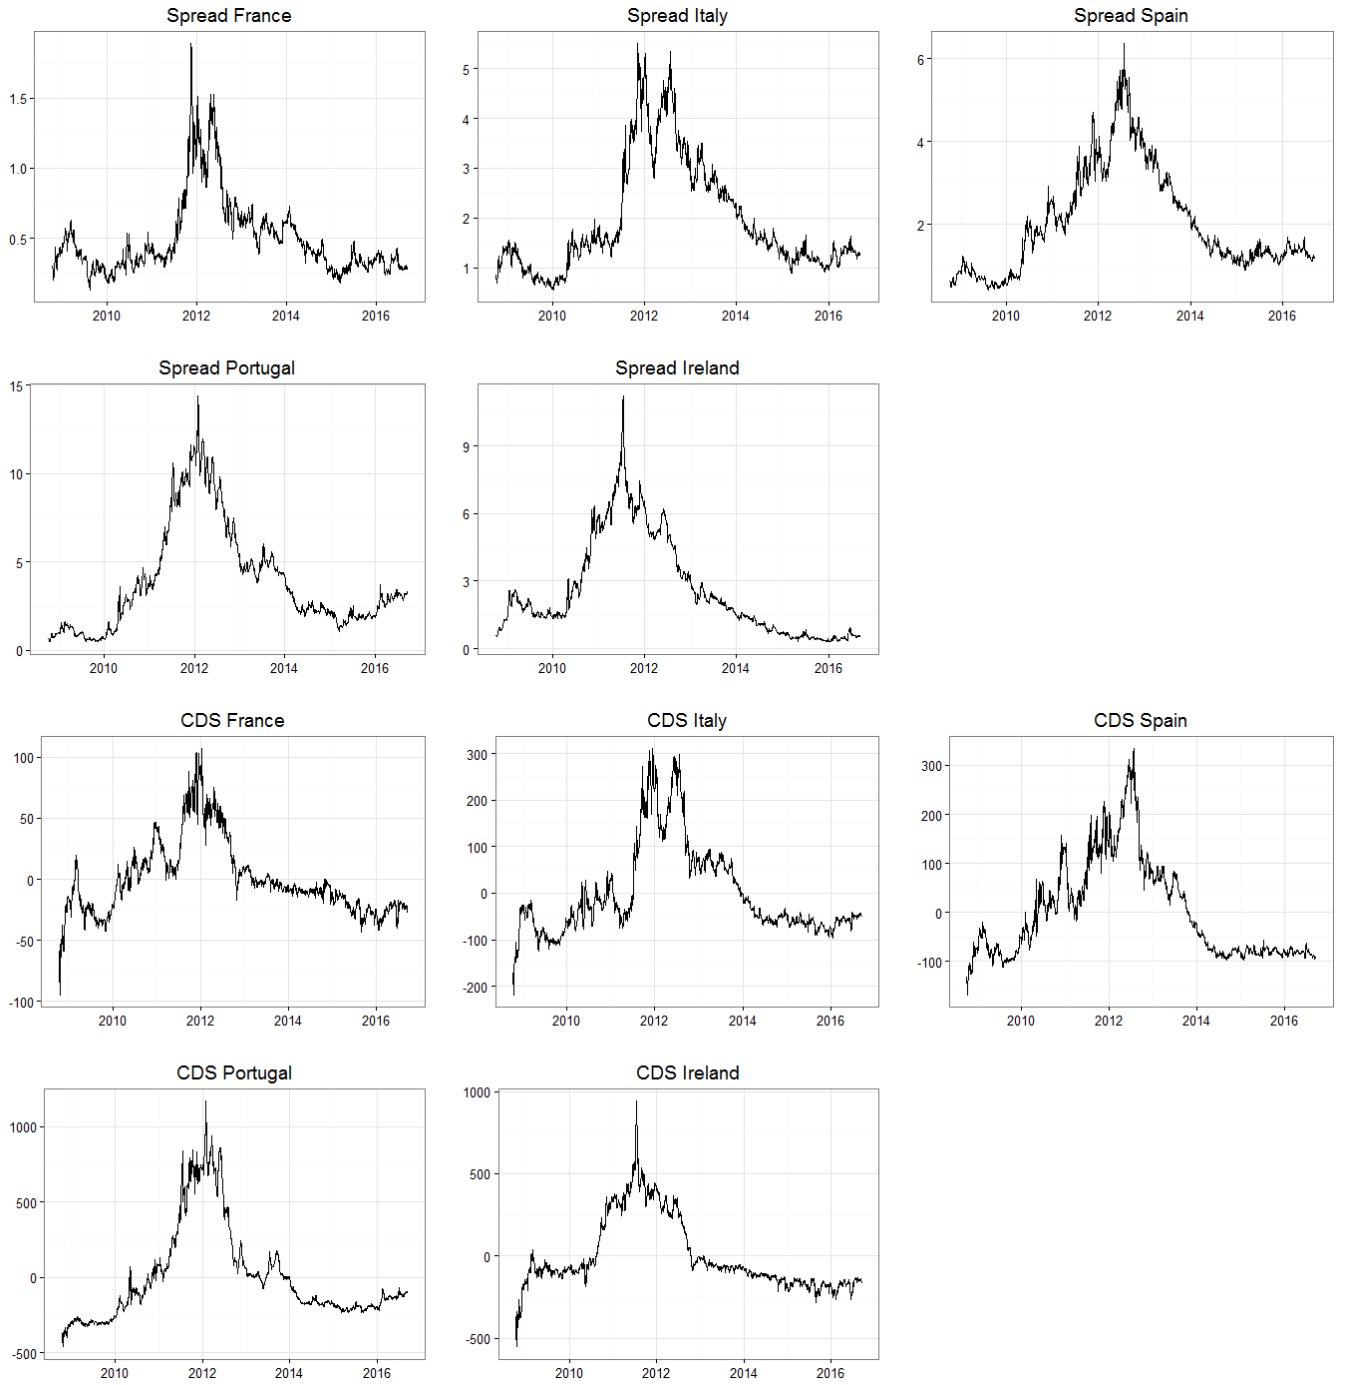 Spread France
1.5
1.0
0.5
2010 2012 2014 2016
Spread Italy
5
4
3
2
1
2010 2012 2014 2016
Spread Spain
6
4
2
2010 2012 2014 2016
Spread Portugal
15
10
5
0
2010 2012 2014 2016
Spread Ireland
9
6
3
0
2010 2012 2014 2016
CDS France
100
50
0
-50
-100
2010 2012 2014 2016
CDS Italy
300
200
100
0
-100
-200
2010 2012 2014 2016
CDS Spain
300
200
100
0
-100
2010 2012 2014 2016
CDS Portugal
1000
500
0
-500
2010 2012 2014 2016
CDS Ireland
1000
500
0
-500
2010 2012 2014 2016